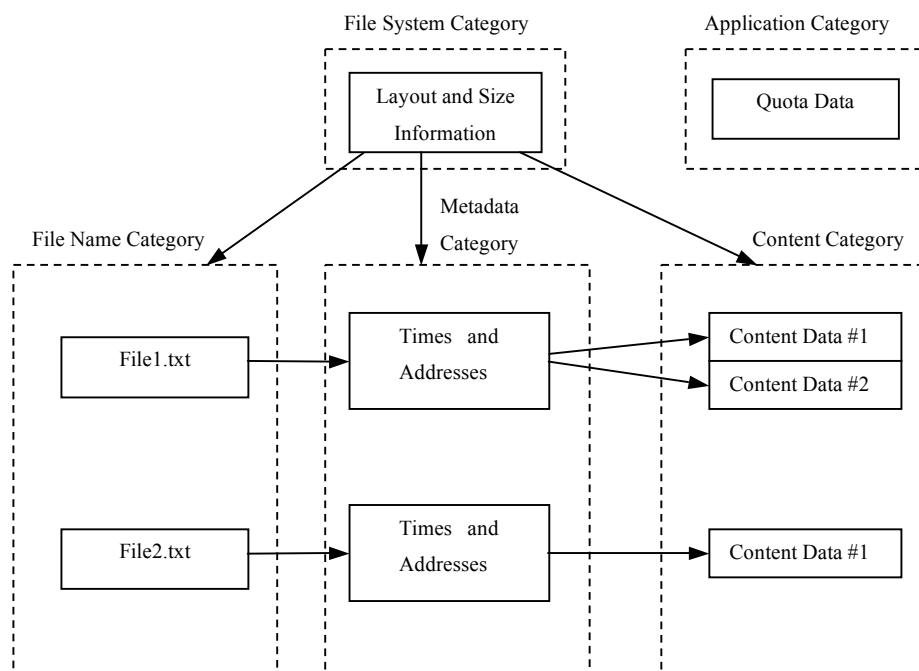 File System Category
Application Category
Layout and Size
Information
Quota Data
Metadada
Category
File Name Category
Content Category
File1.txt
Times and
Addresses
Content Data #1
Content Data #2
File2.txt
Times and
Addresses
Content Data #1